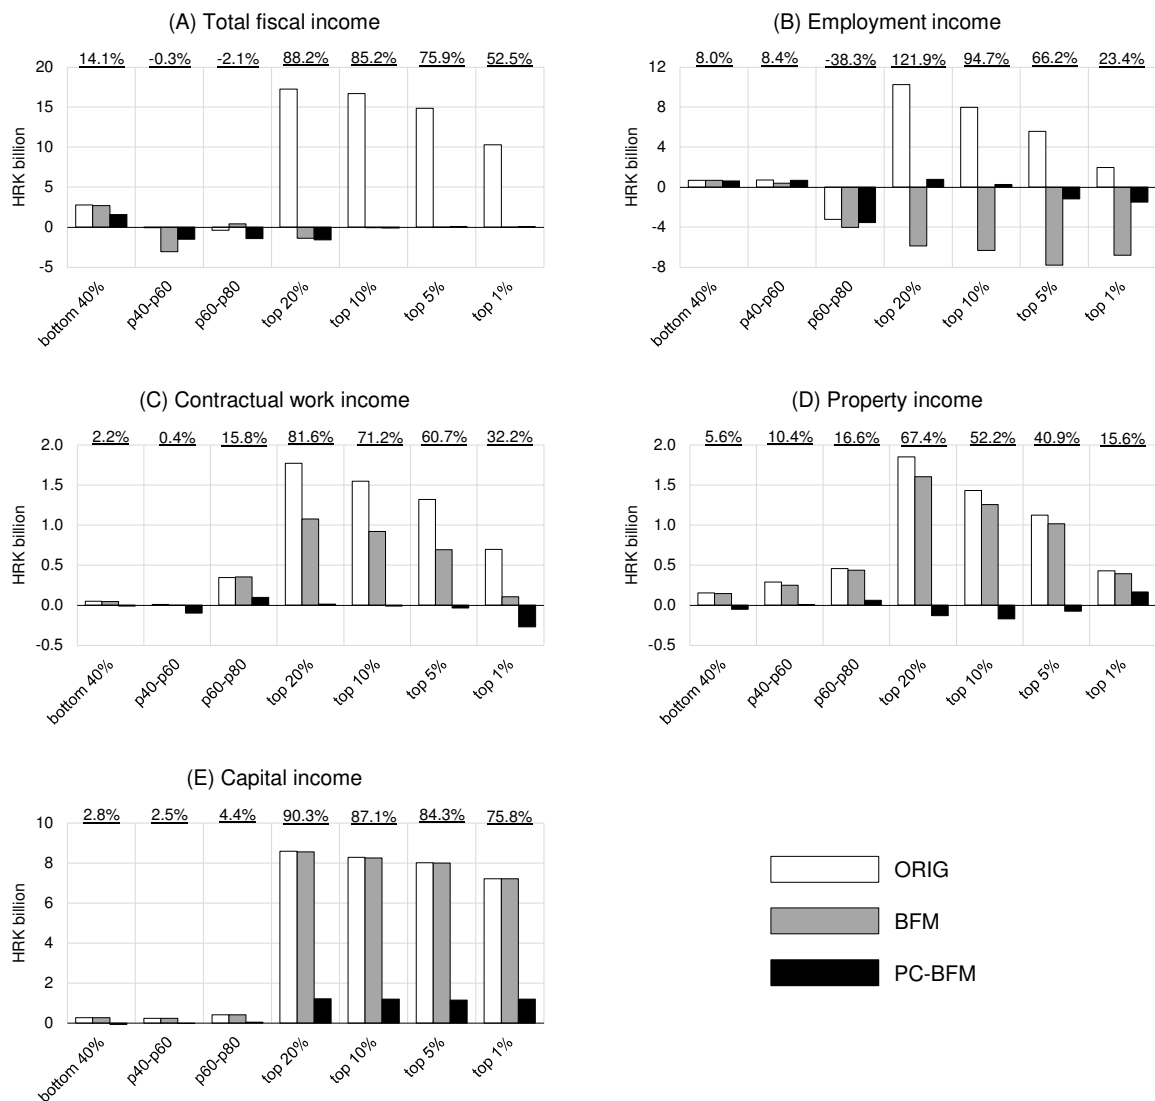 (A) Total fiscal income
14.1% -0.3% -2.1% 88.2% 85.2% 75.9% 52.5%
20
15
10
5
0
-5
HRK billion
bottom 40% p40-p60 p60-p80 top 20% top 10% top 5% top 1%
(B) Employment income
8.0% 8.4% -38.3% 121.9% 94.7% 66.2% 23.4%
12
8
4
0
-4
-8
HRK billion
bottom 40% p40-p60 p60-p80 top 20% top 10% top 5% top 1%
(C) Contractual work income
2.2% 0.4% 15.8% 81.6% 71.2% 60.7% 32.2%
2.0
1.5
1.0
0.5
0.0
-0.5
HRK billion
bottom 40% p40-p60 p60-p80 top 20% top 10% top 5% top 1%
(D) Property income
5.6% 10.4% 16.6% 67.4% 52.2% 40.9% 15.6%
2.0
1.5
1.0
0.5
0.0
-0.5
HRK billion
bottom 40% p40-p60 p60-p80 top 20% top 10% top 5% top 1%
(E) Capital income
2.8% 2.5% 4.4% 90.3% 87.1% 84.3% 75.8%
10
8
6
4
2
0
HRK billion
bottom 40% p40-p60 p60-p80 top 20% top 10% top 5% top 1%
ORIG
BFM
PC-BFM